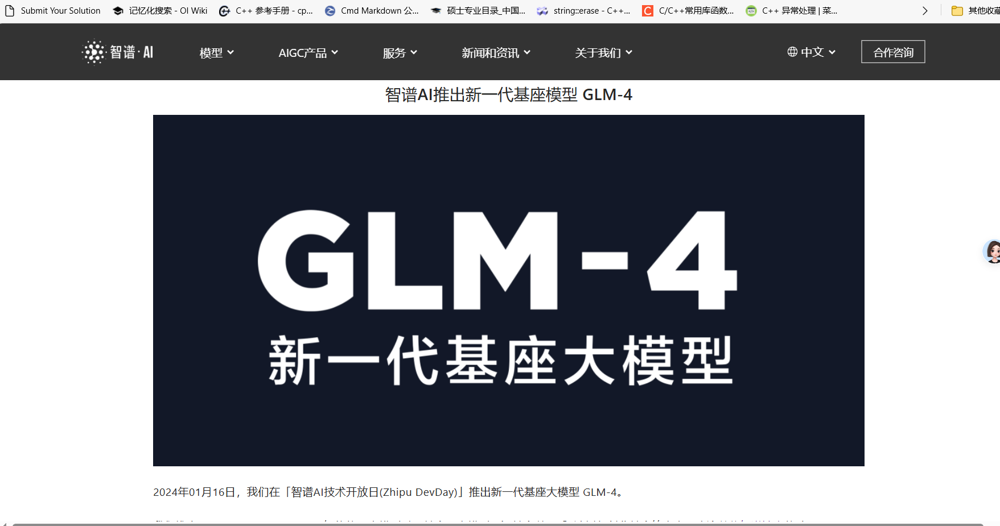 Submit Your Solution 记忆化搜索 - OI Wiki C++ 参考手册 - cp... Cmd Markdown 公... 硕士专业目录_中国... string::erase - C++... C/C++常用库函数... C++ 异常处理 | 菜... 其他收藏
智谱·AI 模型 AIGC产品 服务 新闻和资讯 关于我们 中文 合作咨询
智谱AI推出新一代基座模型 GLM-4
GLM-4
新一代基座大模型
2024年01月16日，我们在「智谱AI技术开放日(Zhipu DevDay)」推出新一代基座大模型 GLM-4。